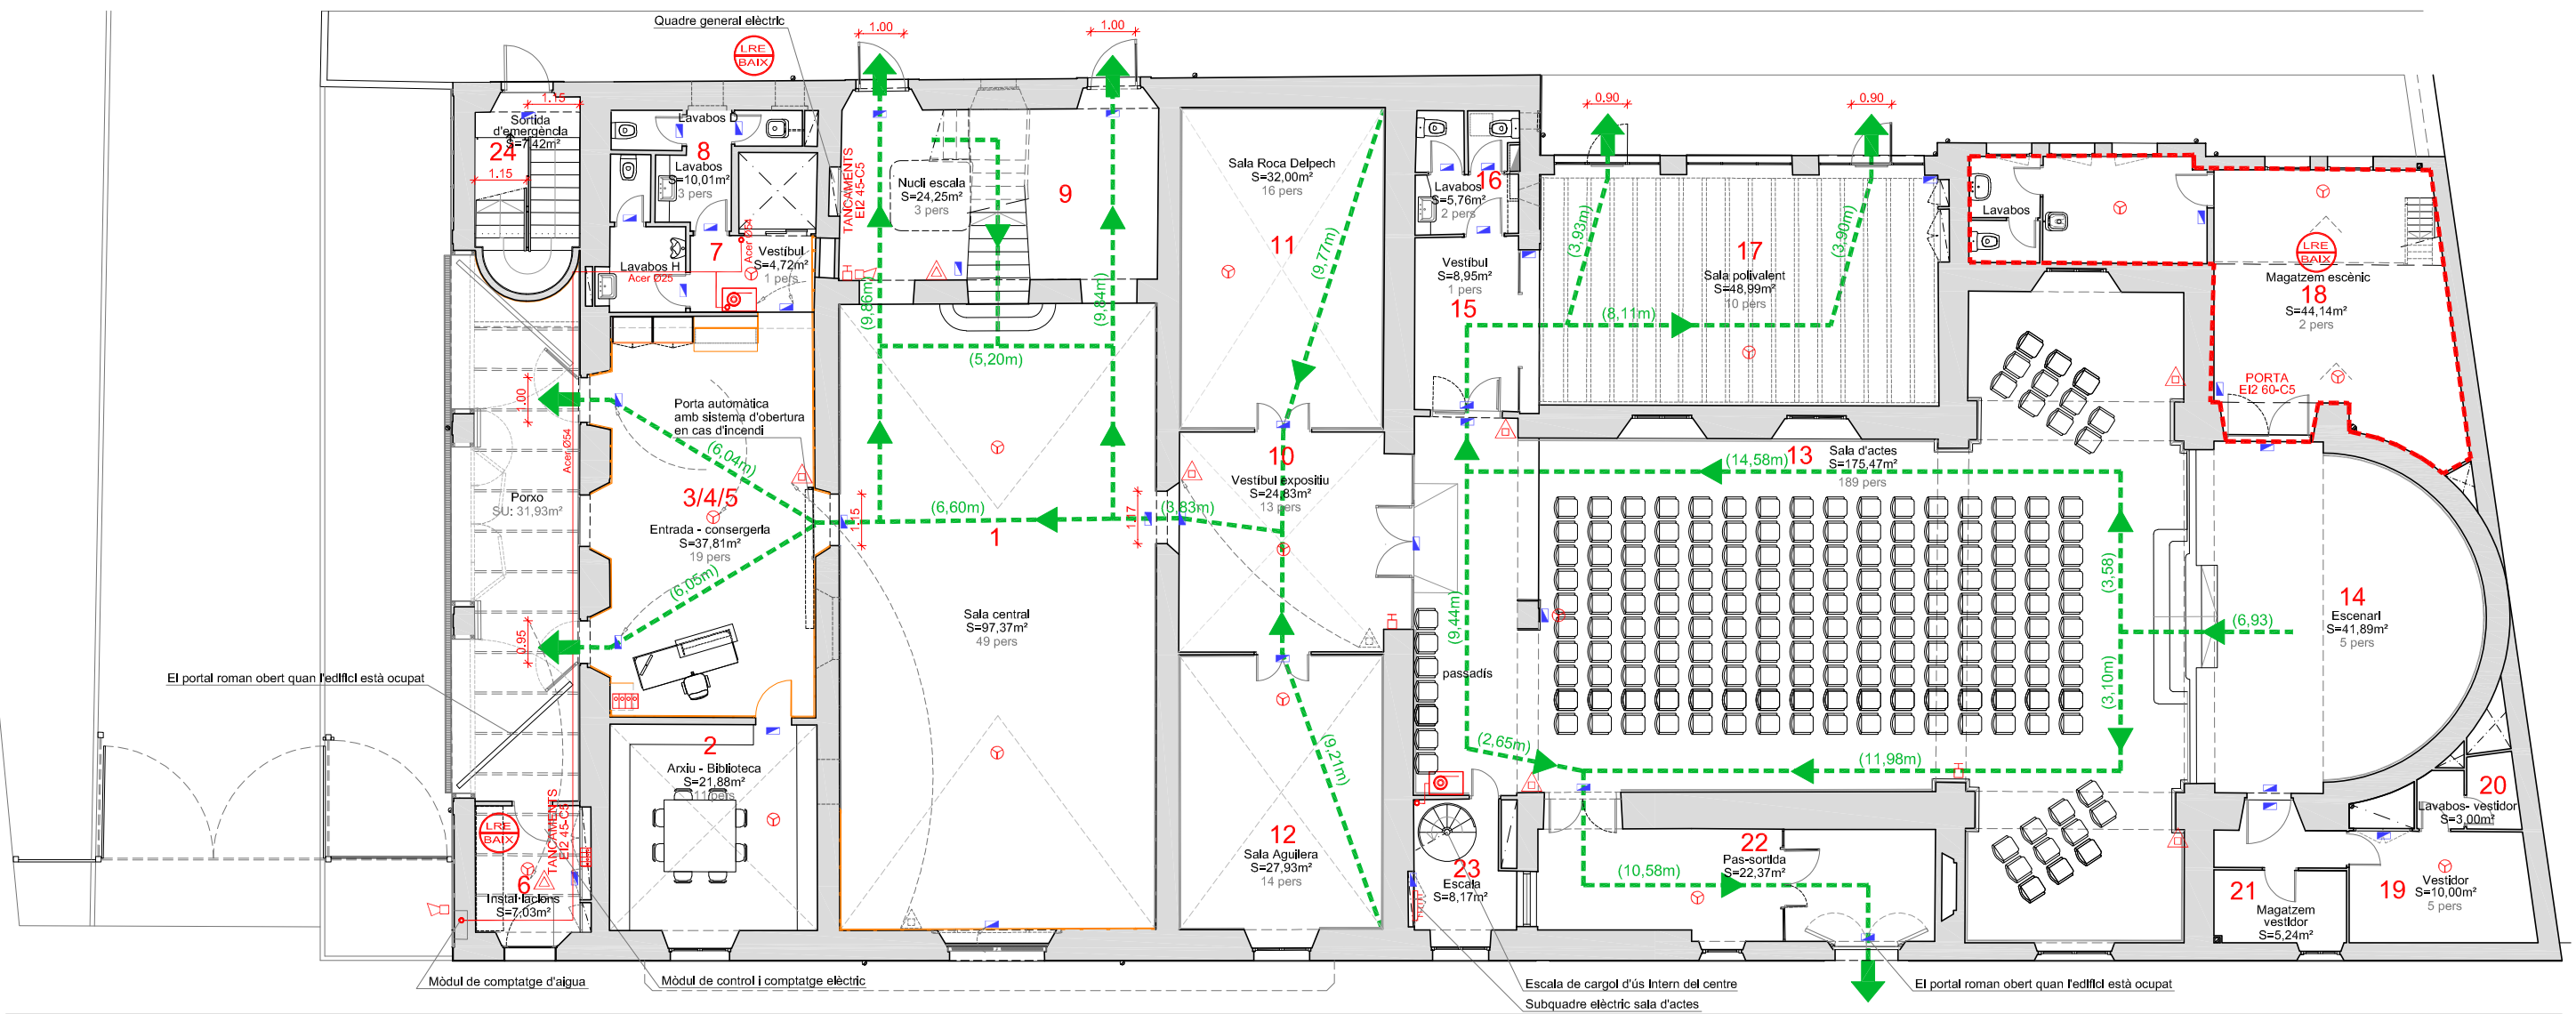 Quadre general elèctric
LRE
BAIX
1.00
1.00
1.15
Sortida
d'emergència
S=7,42m²
24
1.15
Lavabos D
8
Lavabos
S=10,01m²
3 pers
Lavabos H
Acer Ø25
7
Acer Ø54
Vestíbul
S=4,72m²
1 pers
TANCAMENTS
EI2 45-C5
Nucli escala
S=24,25m²
3 pers
9
(9,86m)
(9,84m)
(5,20m)
Sala Roca Delpech
S=32,00m²
16 pers
11
(9,77m)
Lavabos
S=5,76m²
2 pers
16
Vestíbul
S=8,95m²
1 pers
15
0.90
0.90
(3,93m)
(3,90m)
17
Sala polivalent
S=48,99m²
10 pers
(8,11m)
Lavabos
LRE
BAIX
Magatzem escènic
18
S=44,14m²
2 pers
PORTA
EI2 60-C5
1.00
Acer Ø54
Porxo
SU: 31,93m²
0.95
Porta automàtica
amb sistema d'obertura
en cas d'incendi
(6,04m)
3/4/5
Entrada - consergeria
S=37,81m²
19 pers
(6,05m)
1.15
(6,60m)
1
1.17
(3,83m)
Sala central
S=97,37m²
49 pers
10
Vestíbul expositiu
S=24,83m²
13 pers
(14,58m)
13
Sala d'actes
S=175,47m²
189 pers
(9,44m)
passadís
(3,58)
(6,93)
(3,10m)
14
Escenari
S=41,89m²
5 pers
(2,65m)
(11,98m)
El portal roman obert quan l'edifici està ocupat
2
Arxiu - Biblioteca
S=21,88m²
11 pers
LRE
BAIX
TANCAMENTS
EI2 45-C5
6
Instal·lacions
S=7,03m²
12
Sala Aguilera
S=27,93m²
14 pers
(9,21m)
23
Escala
S=8,17m²
(10,58m)
22
Pas-sortida
S=22,37m²
20
Lavabos- vestidor
S=3,00m²
21
Magatzem
vestidor
S=5,24m²
19
Vestidor
S=10,00m²
5 pers
Mòdul de comptatge d'aigua
Mòdul de control i comptatge elèctric
Escala de cargol d'ús intern del centre
Subquadre elèctric sala d'actes
El portal roman obert quan l'edifici està ocupat